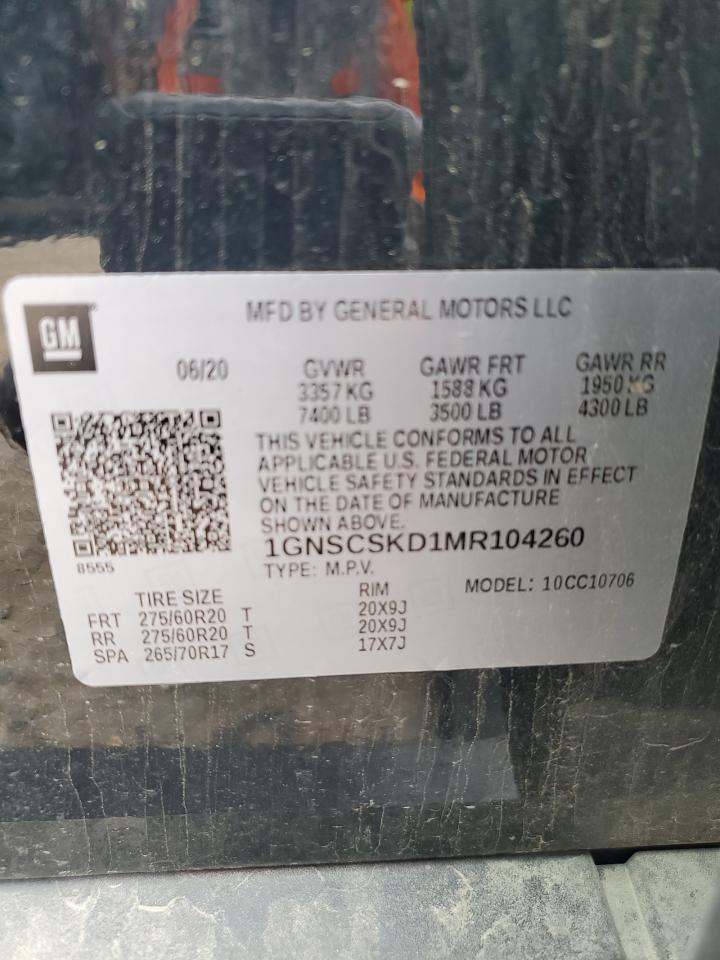 GM
MFD BY GENERAL MOTORS LLC
06/20 GVWR GAWR FRT GAWR RR
3357 KG 1588 KG 1950 KG
7400 LB 3500 LB 4300 LB
THIS VEHICLE CONFORMS TO ALL
APPLICABLE U.S. FEDERAL MOTOR
VEHICLE SAFETY STANDARDS IN EFFECT
ON THE DATE OF MANUFACTURE
SHOWN ABOVE.
1GNSCSKD1MR104260
8555
TYPE: M.P.V. MODEL: 10CC10706
TIRE SIZE RIM
FRT 275/60R20 T 20X9J
RR 275/60R20 T 20X9J
SPA 265/70R17 S 17X7J